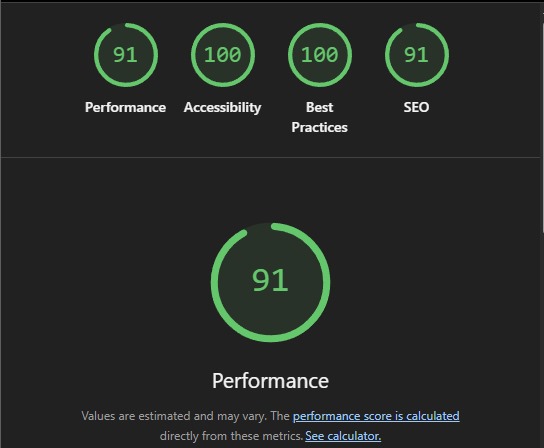 91
100
100
91
Performance
Accessibility
Best
Practices
SEO
91
Performance
Values are estimated and may vary. The performance score is calculated
directly from these metrics. See calculator.